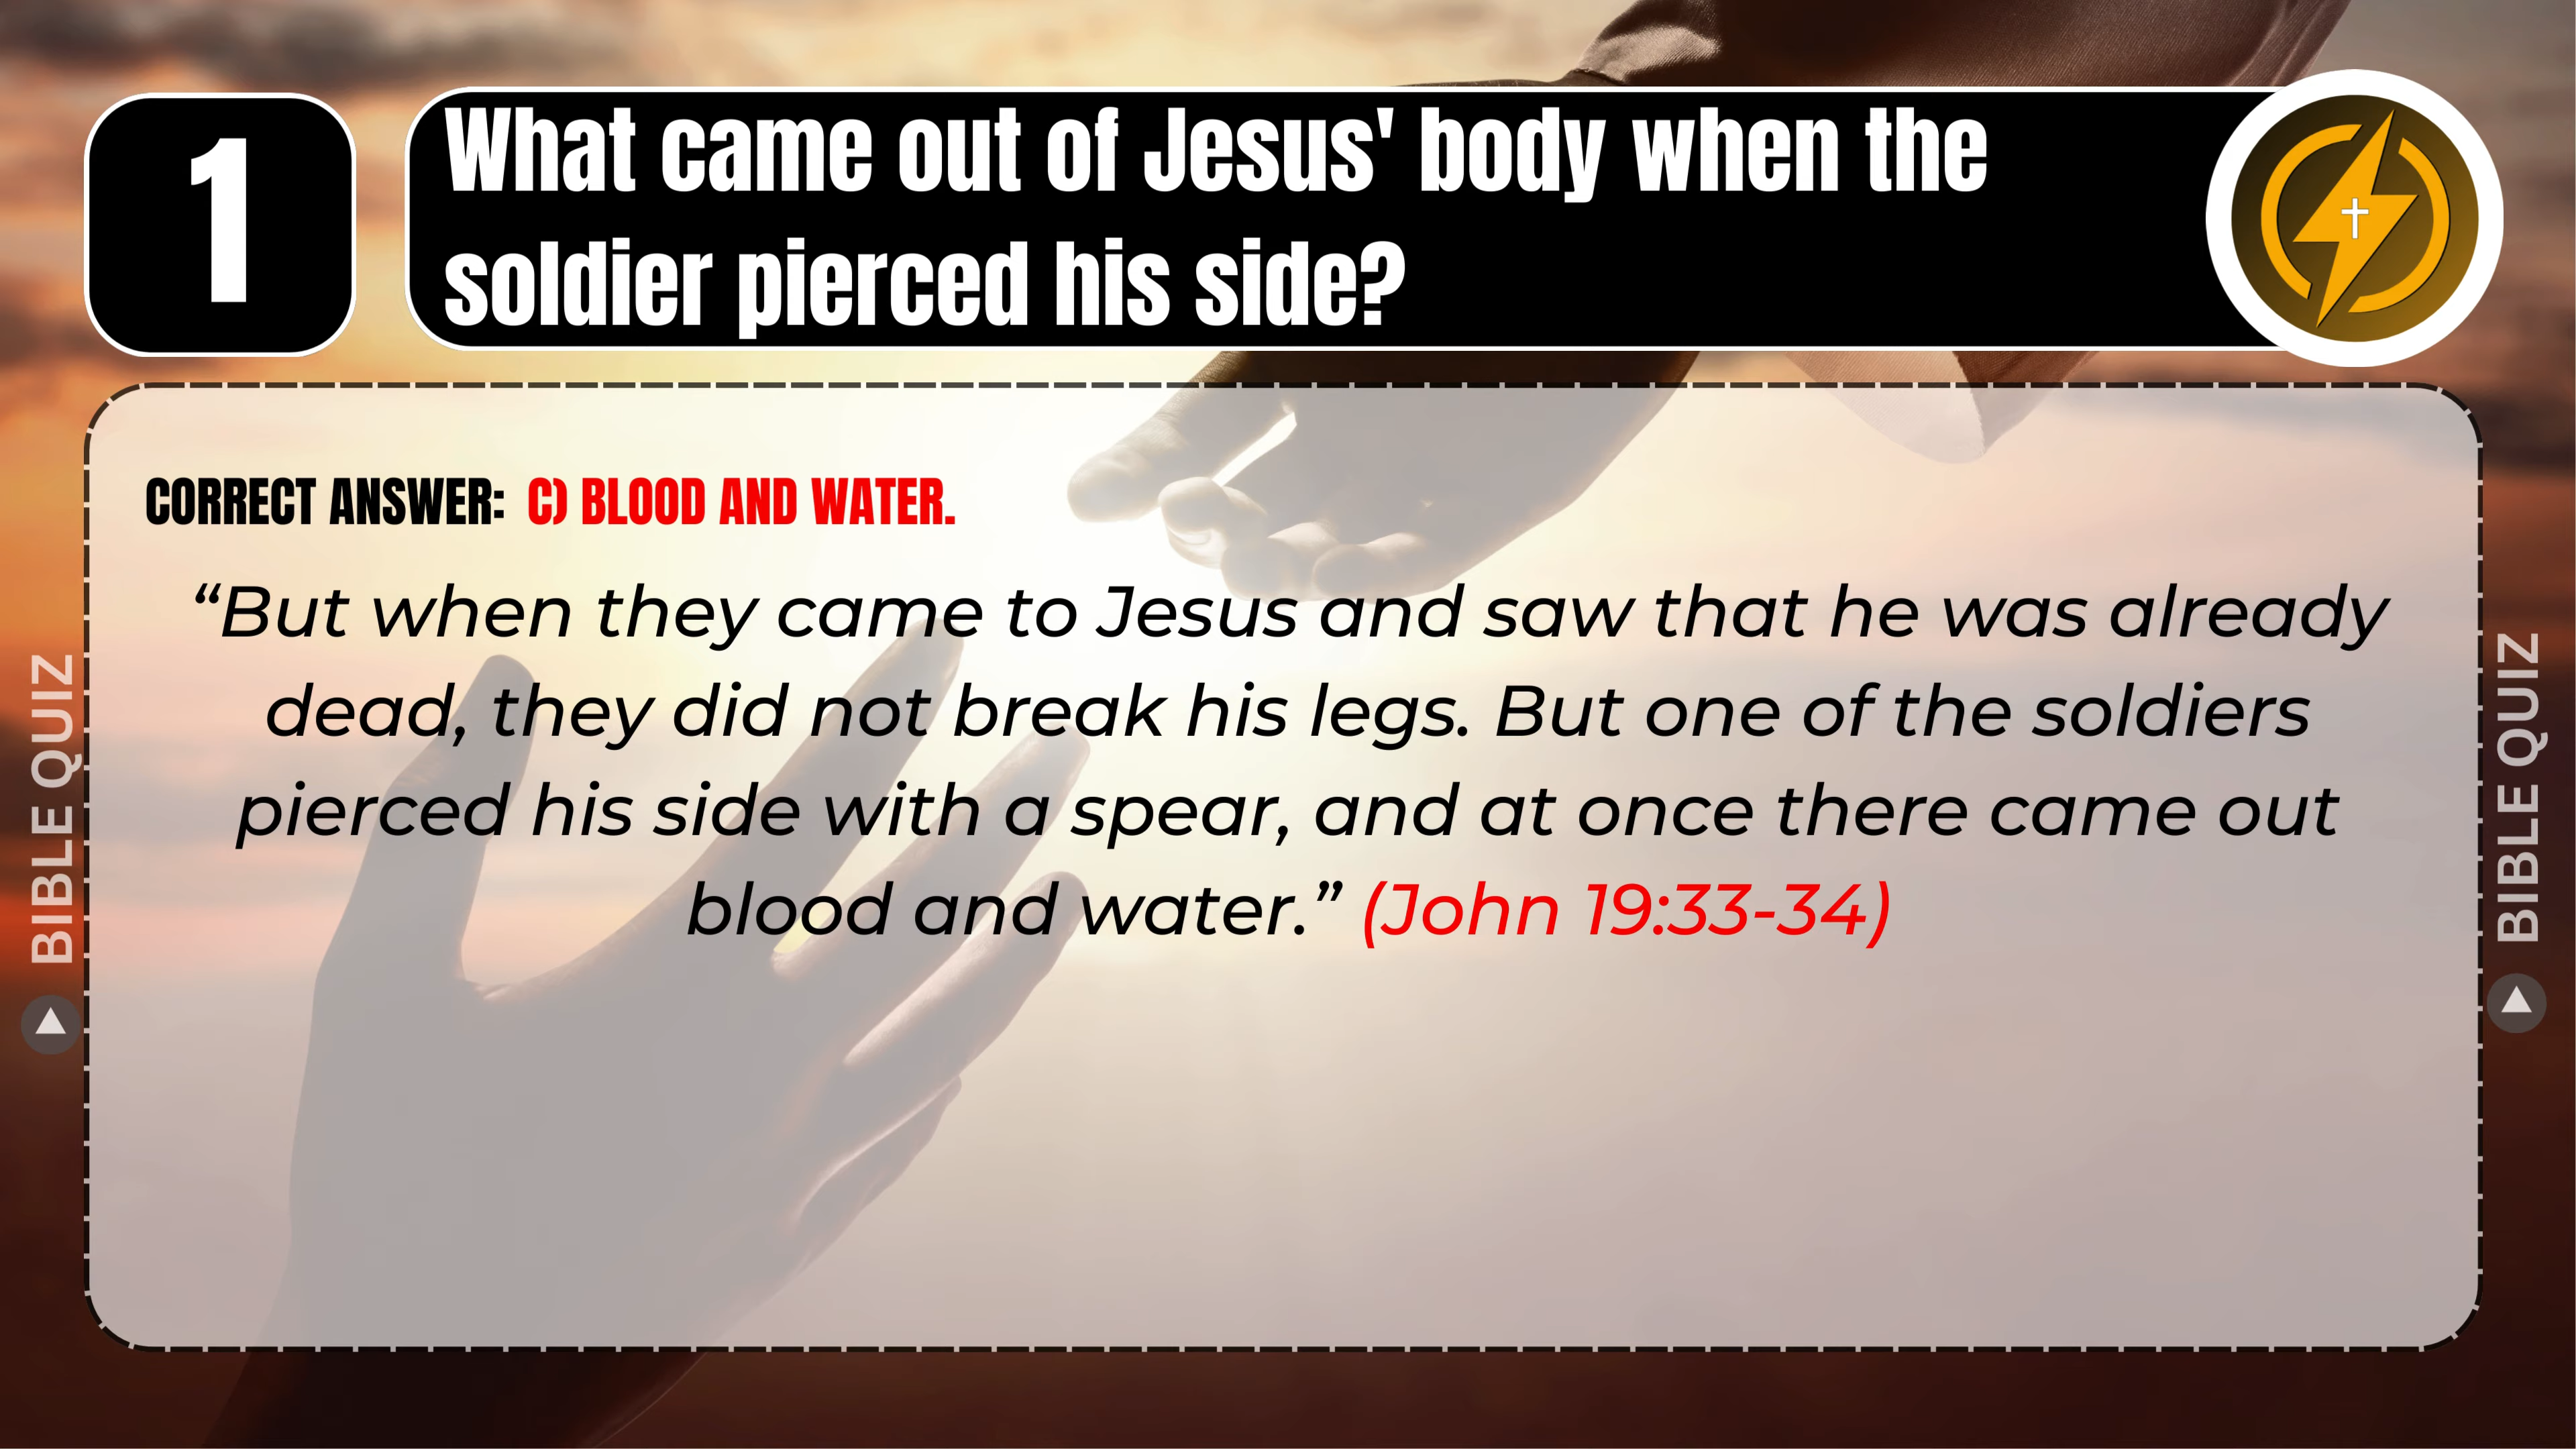 1
What came out of Jesus' body when the
soldier pierced his side?
CORRECT ANSWER: C) BLOOD AND WATER.
“But when they came to Jesus and saw that he was already
dead, they did not break his legs. But one of the soldiers
pierced his side with a spear, and at once there came out
blood and water.” (John 19:33-34)
BIBLE QUIZ
BIBLE QUIZ